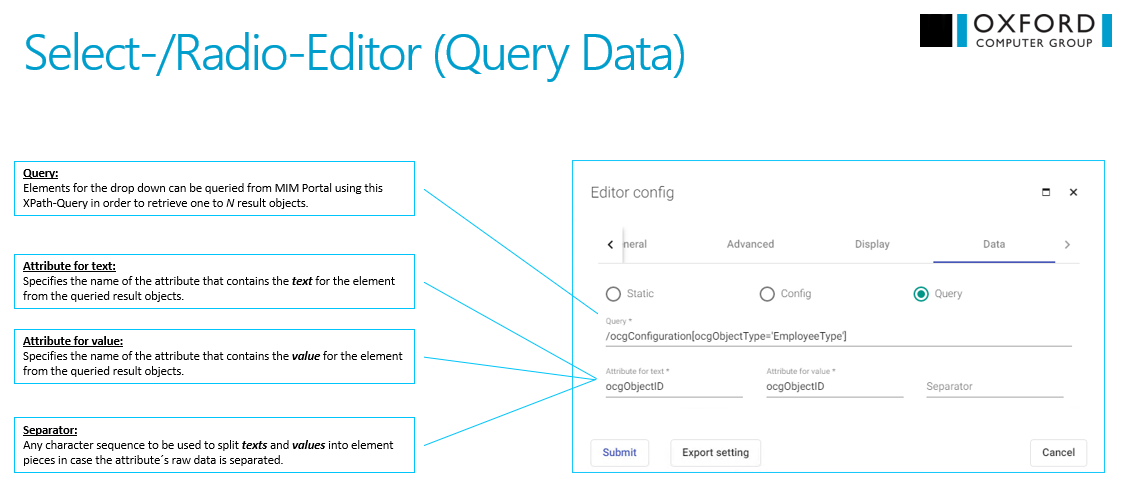 OXFORD
COMPUTER GROUP
Select-/Radio-Editor (Query Data)
Query:
Elements for the drop down can be queried from MIM Portal using this
XPath-Query in order to retrieve one to N result objects.
Attribute for text:
Specifies the name of the attribute that contains the text for the element
from the queried result objects.
Attribute for value:
Specifies the name of the attribute that contains the value for the element
from the queried result objects.
Separator:
Any character sequence to be used to split texts and values into element
pieces in case the attribute´s raw data is separated.
Editor config
neral Advanced Display Data
Static Config Query
Query *
/ocgConfiguration[ocgObjectType='EmployeeType']
Attribute for text * Attribute for value *
ocgObjectID ocgObjectID Separator
Submit Export setting Cancel